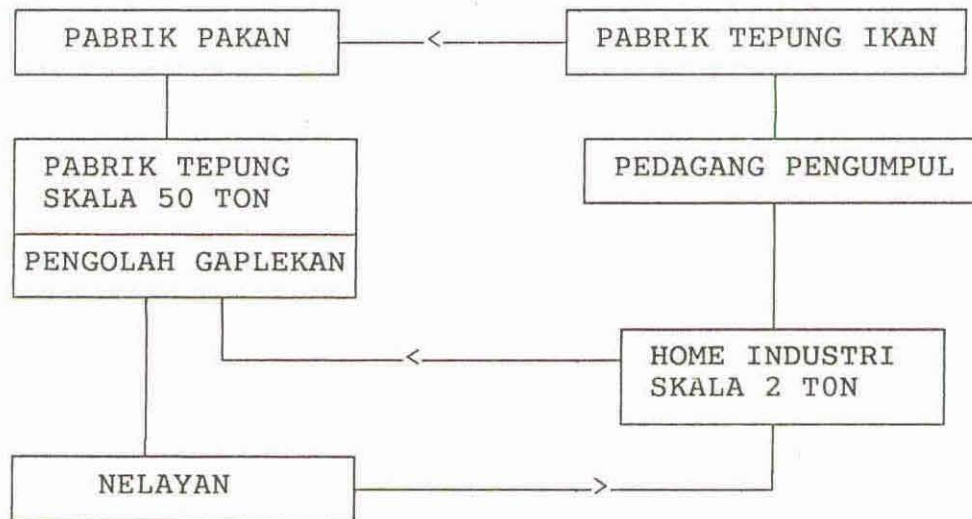 PABRIK PAKAN
PABRIK TEPUNG IKAN
PABRIK TEPUNG
SKALA 50 TON
PEDAGANG PENGUMPUL
PENGOLAH GAPLEKAN
HOME INDUSTRI
SKALA 2 TON
NELAYAN